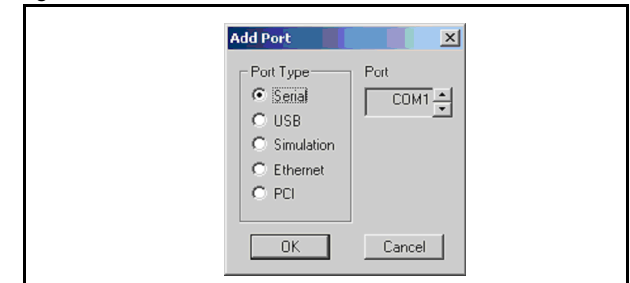 Add Port
Port Type
Serial
USB
Simulation
Ethernet
PCI
Port
COM1
OK
Cancel